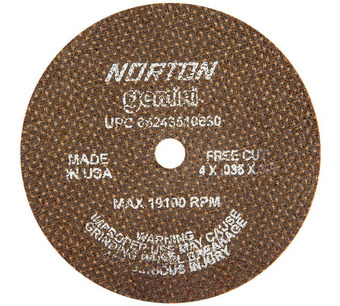 NORTON
gemini
UPC 66243510660
MADE
IN USA
FREE CUT
4 X .035 X
MAX 19100 RPM
WARNING
IMPROPER USE MAY CAUSE
GRINDING WHEEL BREAKAGE
SERIOUS INJURY